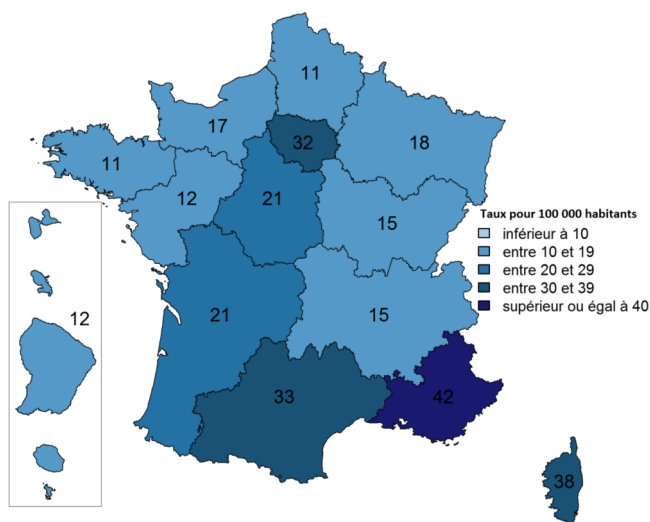 11
17
32
18
11
12
21
15
12
21
15
33
42
38
Taux pour 100 000 habitants
inférieur à 10
entre 10 et 19
entre 20 et 29
entre 30 et 39
supérieur ou égal à 40